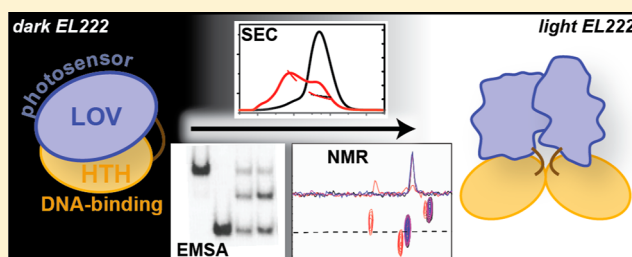 dark EL222
SEC
light EL222
photosensor
LOV
HTH
DNA-binding
EMSA
NMR